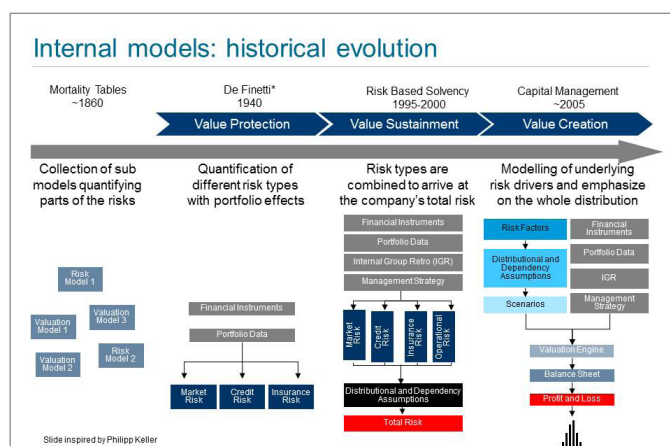 Internal models: historical evolution
Mortality Tables
~1860
De Finetti*
1940
Risk Based Solvency
1995-2000
Capital Management
~2005
Value Protection
Value Sustainment
Value Creation
Collection of sub
models quantifying
parts of the risks
Quantification of
different risk types
with portfolio effects
Risk types are
combined to arrive at
the company's total risk
Modelling of underlying
risk drivers and emphasize
on the whole distribution
Risk
Model 1
Valuation
Model 3
Valuation
Model 1
Risk
Model 2
Valuation
Model 2
Financial Instruments
Portfolio Data
Market
Risk
Credit
Risk
Insurance
Risk
Financial Instruments
Portfolio Data
Internal Group Retro (IGR)
Management Strategy
Market
Risk
Credit
Risk
Insurance
Risk
Operational
Risk
Distributional and Dependency
Assumptions
Total Risk
Risk Factors
Distributional and
Dependency
Assumptions
Scenarios
Financial
Instruments
Portfolio Data
IGR
Management
Strategy
Valuation Engine
Balance Sheet
Profit and Loss
Slide inspired by Philipp Keller